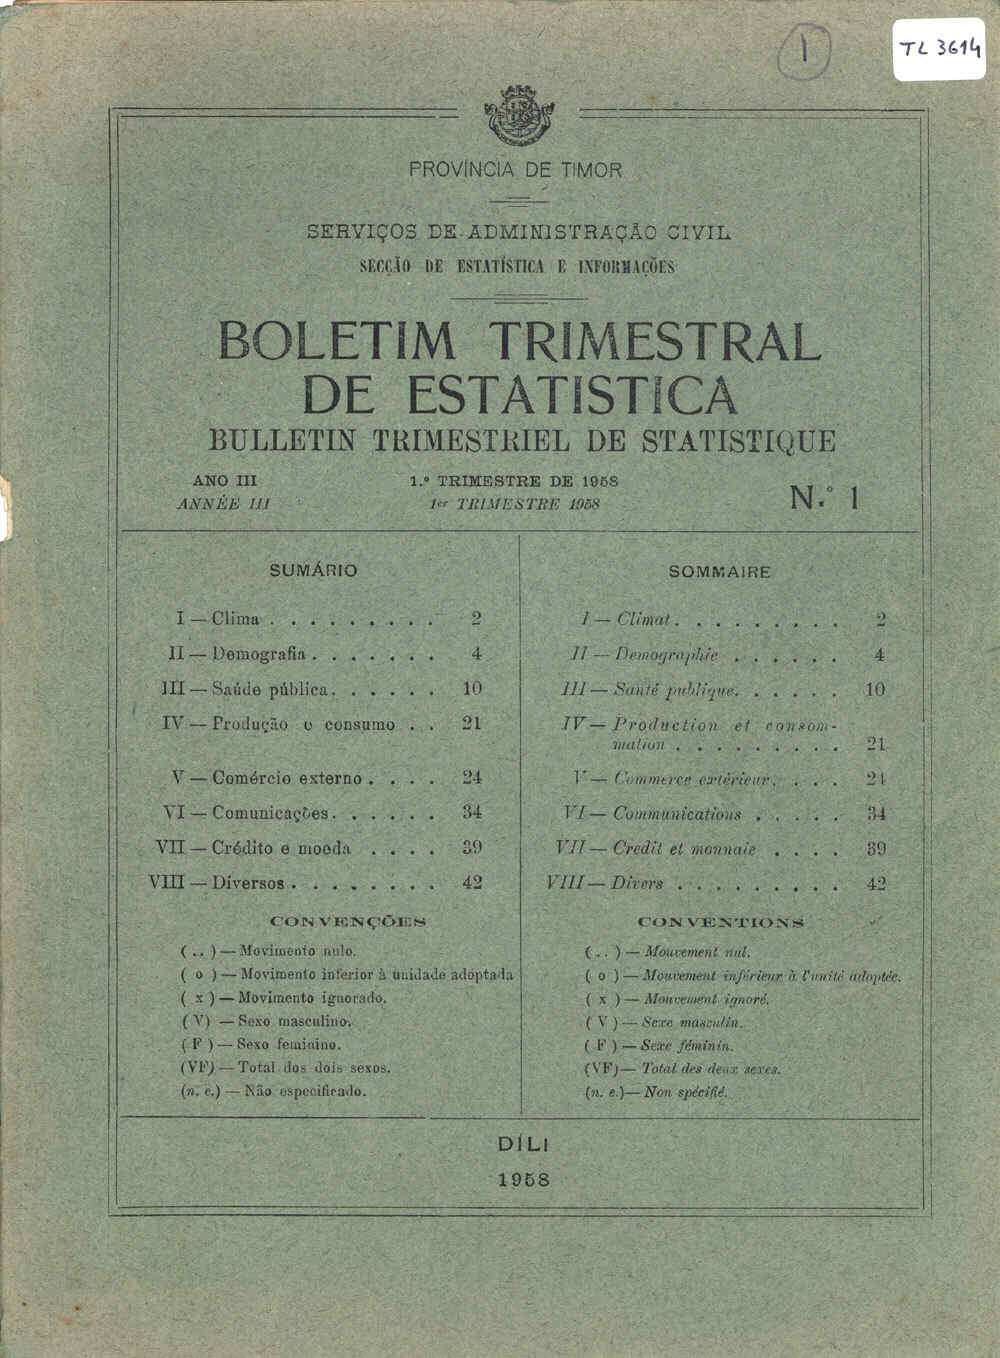 1
TL 3614
PROVÍNCIA DE TIMOR
SERVIÇOS DE ADMINISTRAÇÃO CIVIL
SECÇÃO DE ESTATÍSTICA E INFORMAÇÕES
BOLETIM TRIMESTRAL
DE ESTATISTICA
BULLETIN TRIMESTRIEL DE STATISTIQUE
ANO III
ANNÉE III
1.º TRIMESTRE DE 1958
1er TRIMESTRE 1958
N.º 1
SUMÁRIO
I — Clima . . . . . . . . . 2
II — Demografia . . . . . . . 4
III — Saúde pública . . . . . . 10
IV — Produção e consumo . . 21
V — Comércio externo . . . . 24
VI — Comunicações . . . . . . 34
VII — Crédito e moeda . . . . 39
VIII — Diversos . . . . . . . . 42
CONVENÇÕES
( .. ) — Movimento nulo.
( o ) — Movimento inferior à unidade adoptada
( x ) — Movimento ignorado.
( V) — Sexo masculino.
( F ) — Sexo feminino.
(VF) — Total dos dois sexos.
(n. e.) — Não especificado.
SOMMAIRE
I — Climat . . . . . . . . . 2
II — Demographie . . . . . . 4
III — Santé publique . . . . . . 10
IV — Production et consom-
mation . . . . . . . . . 21
V — Commerce extérieur . . . . 24
VI — Communications . . . . . 34
VII — Credit et monnaie . . . . 39
VIII — Divers . . . . . . . . . 42
CONVENTIONS
( .. ) — Mouvement nul.
( o ) — Mouvement inférieur à l'unité adoptée.
( x ) — Mouvement ignoré.
( V ) — Sexe masculin.
( F ) — Sexe féminin.
(VF) — Total des deux sexes.
(n. e.) — Non spécifié.
DÍLI
1958